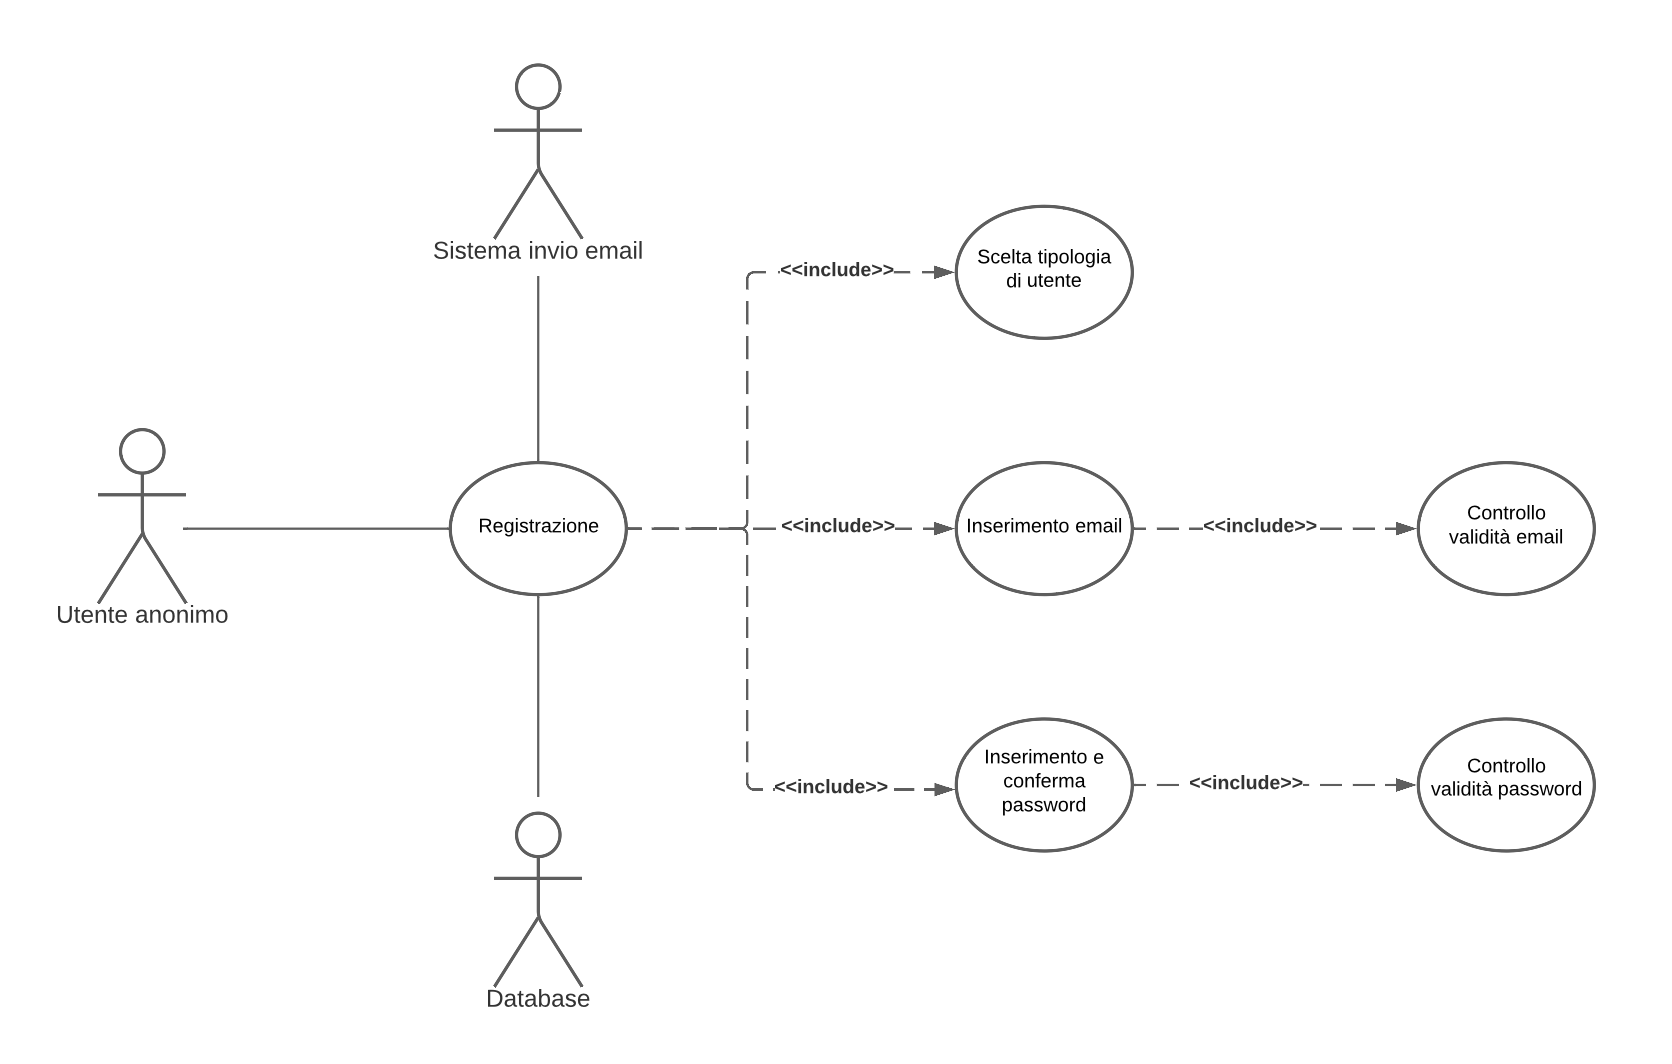 Sistema invio email
<<include>>
Scelta tipologia
di utente
Utente anonimo
Registrazione
<<include>>
Inserimento email
<<include>>
Controllo
validità email
<<include>>
Inserimento e
conferma
password
<<include>>
Controllo
validità password
Database